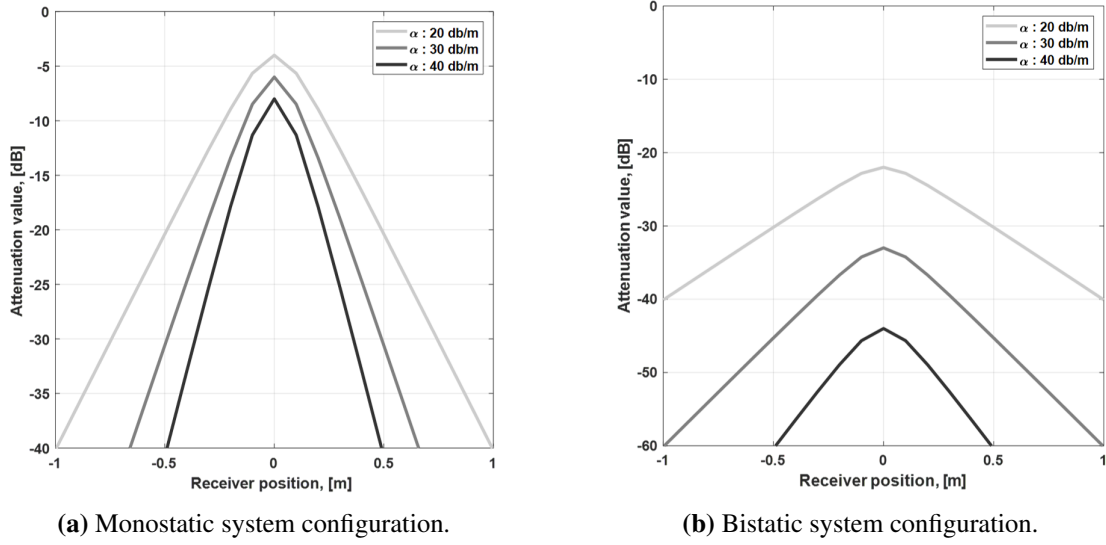 0
-5
-10
-15
-20
-25
-30
-35
-40
-1
-0.5
0
0.5
1
Attenuation value, [dB]
Receiver position, [m]
α : 20 db/m
α : 30 db/m
α : 40 db/m
(a) Monostatic system configuration.
0
-10
-20
-30
-40
-50
-60
-1
-0.5
0
0.5
1
Attenuation value, [dB]
Receiver position, [m]
α : 20 db/m
α : 30 db/m
α : 40 db/m
(b) Bistatic system configuration.